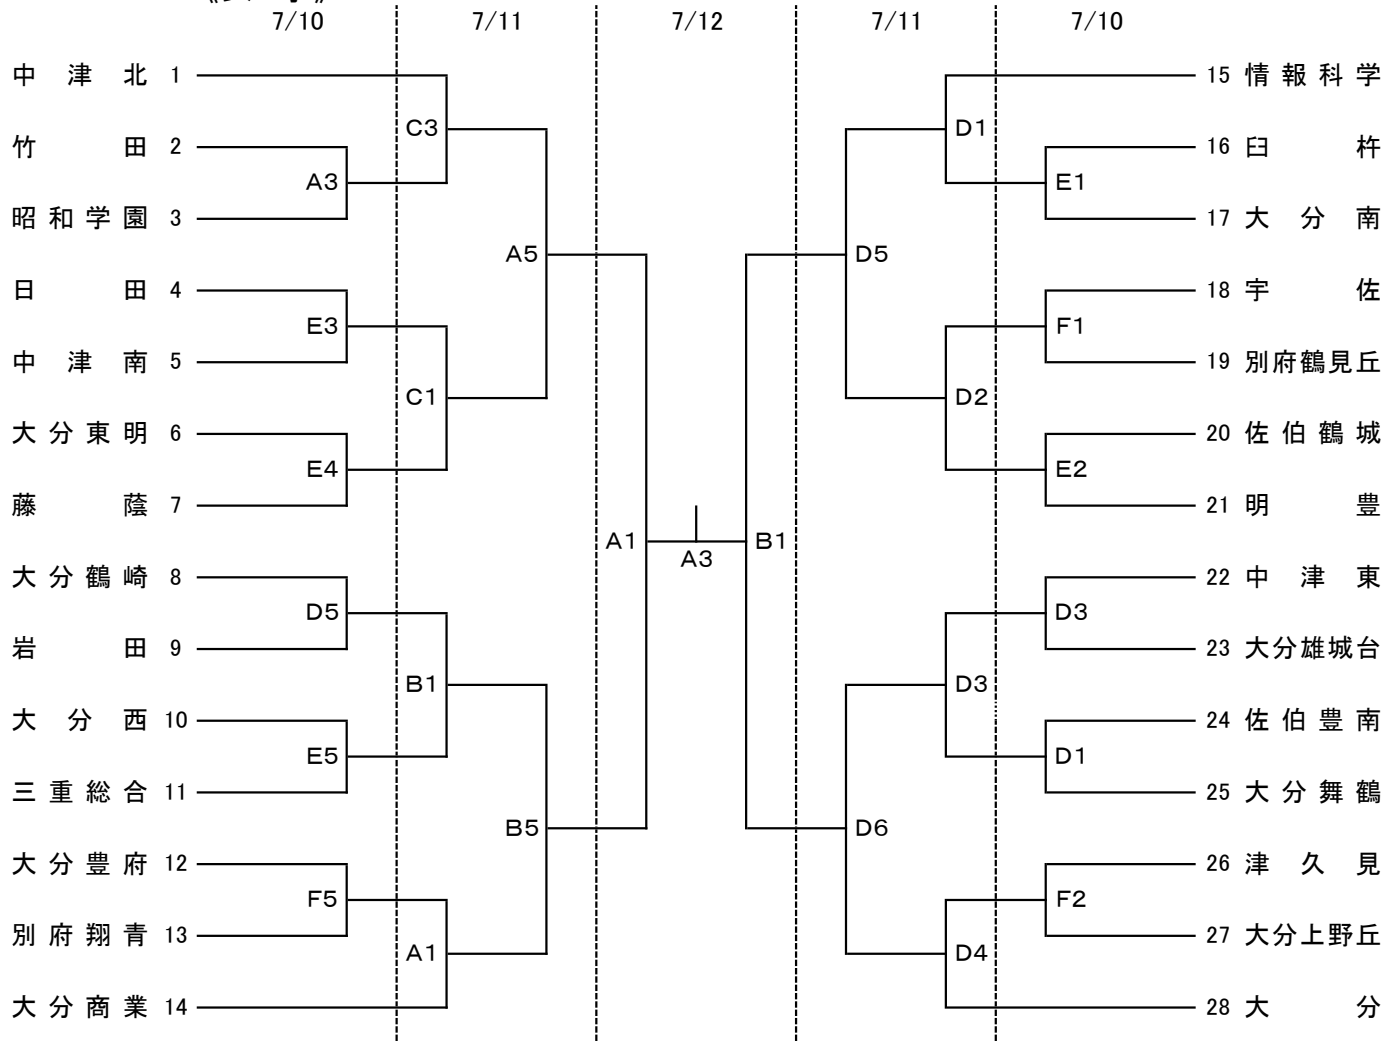 7/10 7/11 7/12 7/11 7/10
中津北 1
竹田 2
昭和学園 3
日田 4
中津南 5
大分東明 6
藤蔭 7
大分鶴崎 8
岩田 9
大分西 10
三重総合 11
大分豊府 12
別府翔青 13
大分商業 14
A3
E3
E4
D5
E5
F5
C3
C1
B1
A1
A5
B5
A1
A3
B1
D5
D6
D1
D2
D3
D4
E1
F1
E2
D3
D1
F2
15 情報科学
16 臼杵
17 大分南
18 宇佐
19 別府鶴見丘
20 佐伯鶴城
21 明豊
22 中津東
23 大分雄城台
24 佐伯豊南
25 大分舞鶴
26 津久見
27 大分上野丘
28 大分